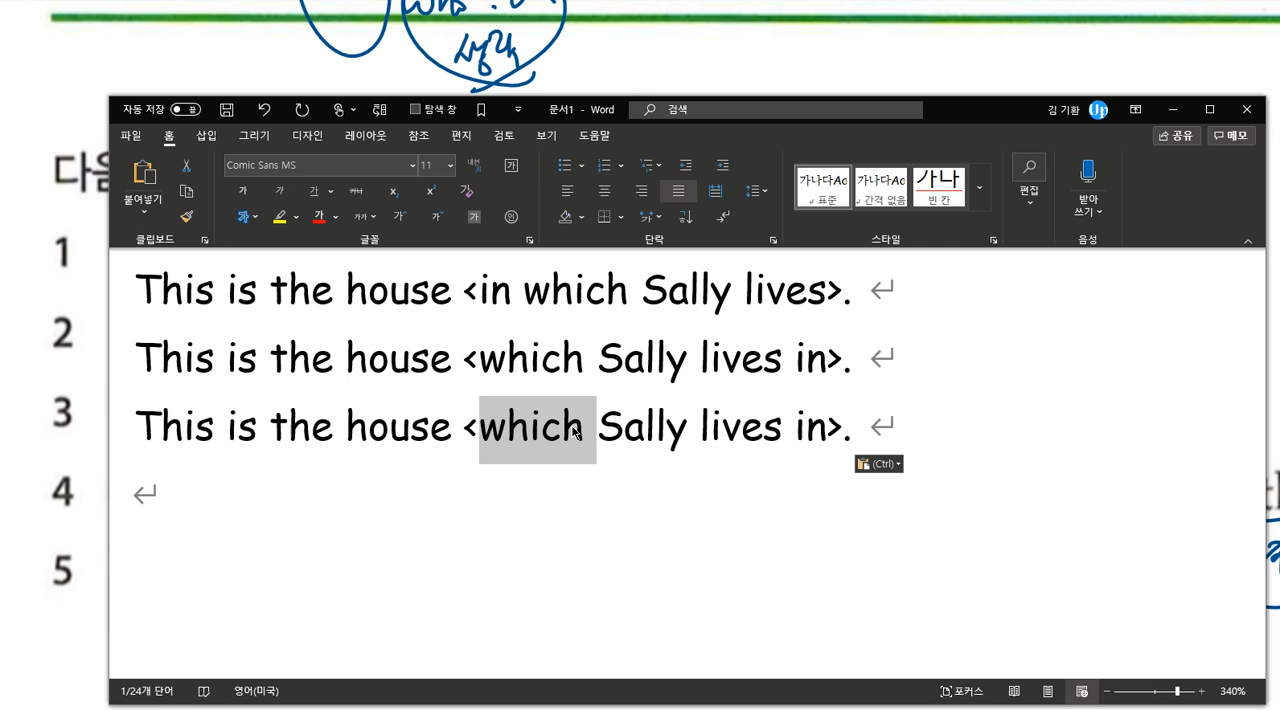 생략
자동 저장 끔 탐색 창 문서1 - Word 검색 김 기환 Up
파일 홈 삽입 그리기 디자인 레이아웃 참조 편지 검토 보기 도움말 공유 메모
다음
Comic Sans MS 11
붙여넣기
가나다Ac 가나다Ac 가나
표준 간격 없음 빈 칸
편집
받아쓰기
클립보드 글꼴 단락 스타일 음성
1
This is the house <in which Sally lives>.
2
This is the house <which Sally lives in>.
3
This is the house <which Sally lives in>.
(Ctrl)
4
5
1/24개 단어 영어(미국) 포커스 340%